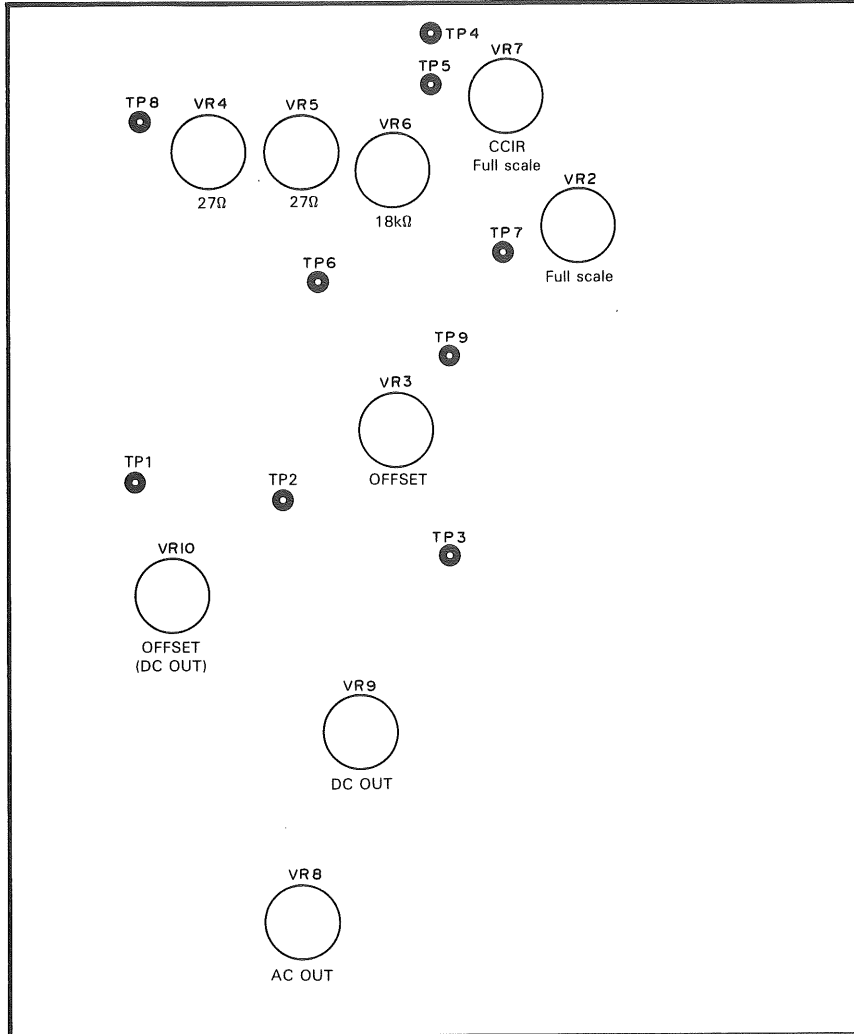 TP4
VR7
TP5
TP8
VR4
VR5
VR6
CCIR
Full scale
VR2
27Ω
27Ω
18kΩ
TP7
TP6
Full scale
TP9
VR3
TP1
TP2
OFFSET
TP3
VR10
OFFSET
(DC OUT)
VR9
DC OUT
VR8
AC OUT